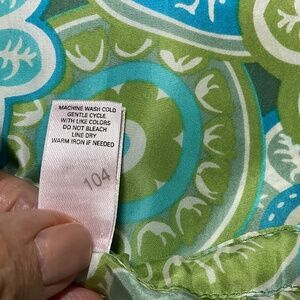 MACHINE WASH COLD
GENTLE CYCLE
WITH LIKE COLORS
DO NOT BLEACH
LINE DRY
WARM IRON IF NEEDED
104